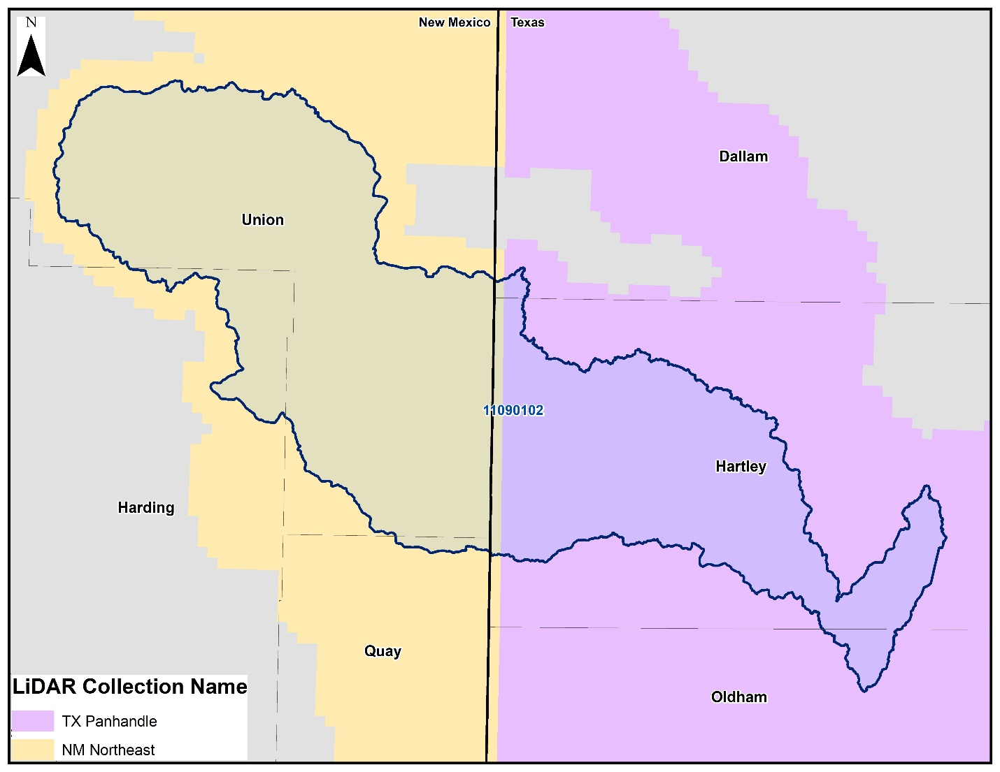 N
New Mexico
Texas
Dallam
Union
11090102
Hartley
Harding
Quay
Oldham
LiDAR Collection Name
TX Panhandle
NM Northeast